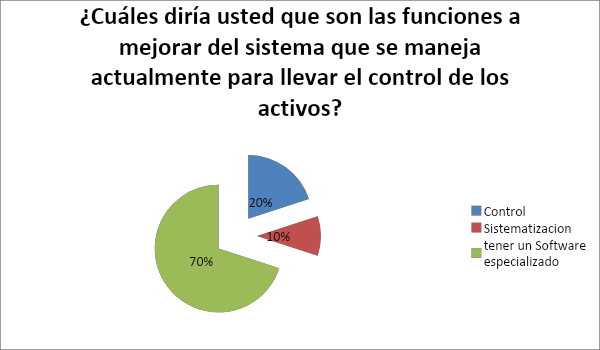 ¿Cuáles diría usted que son las funciones a
mejorar del sistema que se maneja
actualmente para llevar el control de los
activos?
20%
10%
70%
Control
Sistematizacion
tener un Software
especializado